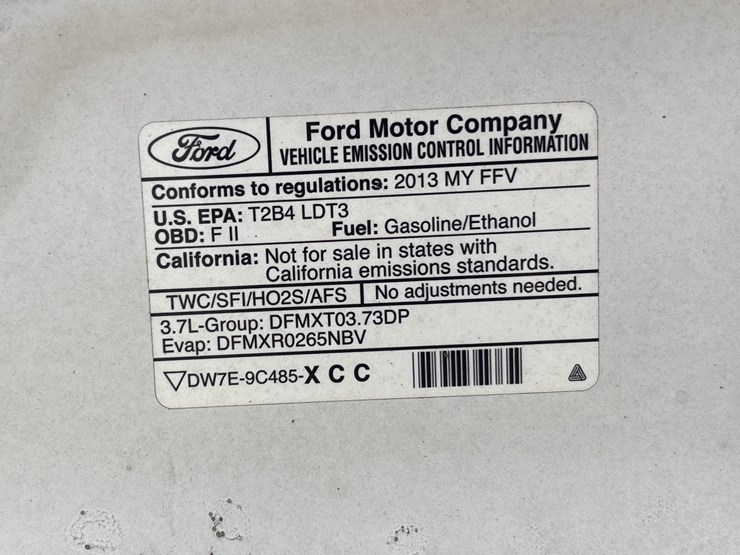 Ford
Ford Motor Company
VEHICLE EMISSION CONTROL INFORMATION
Conforms to regulations: 2013 MY FFV
U.S. EPA: T2B4 LDT3
OBD: F II Fuel: Gasoline/Ethanol
California: Not for sale in states with
California emissions standards.
TWC/SFI/HO2S/AFS No adjustments needed.
3.7L-Group: DFMXT03.73DP
Evap: DFMXR0265NBV
▽DW7E-9C485-X C C